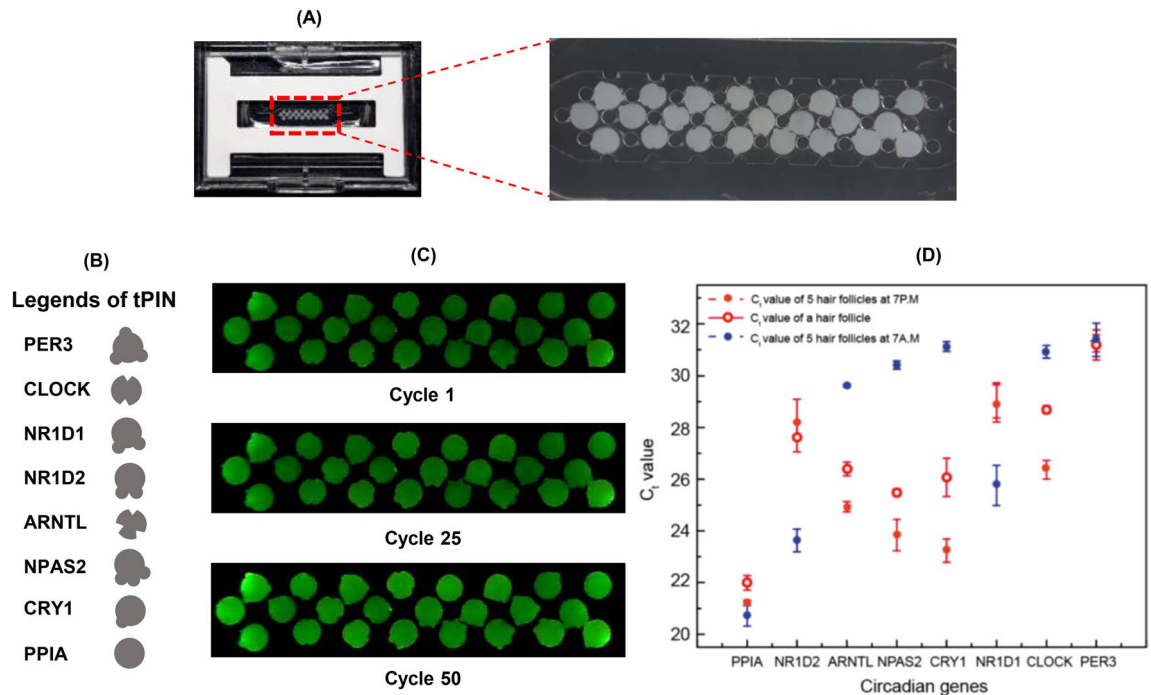 (A)
(B)
Legends of tPIN
PER3
CLOCK
NR1D1
NR1D2
ARNTL
NPAS2
CRY1
PPIA
(C)
Cycle 1
Cycle 25
Cycle 50
(D)
Ct value of 5 hair follicles at 7P.M
Ct value of a hair follicle
Ct value of 5 hair follicles at 7A.M
Ct value
32
30
28
26
24
22
20
PPIA NR1D2 ARNTL NPAS2 CRY1 NR1D1 CLOCK PER3
Circadian genes